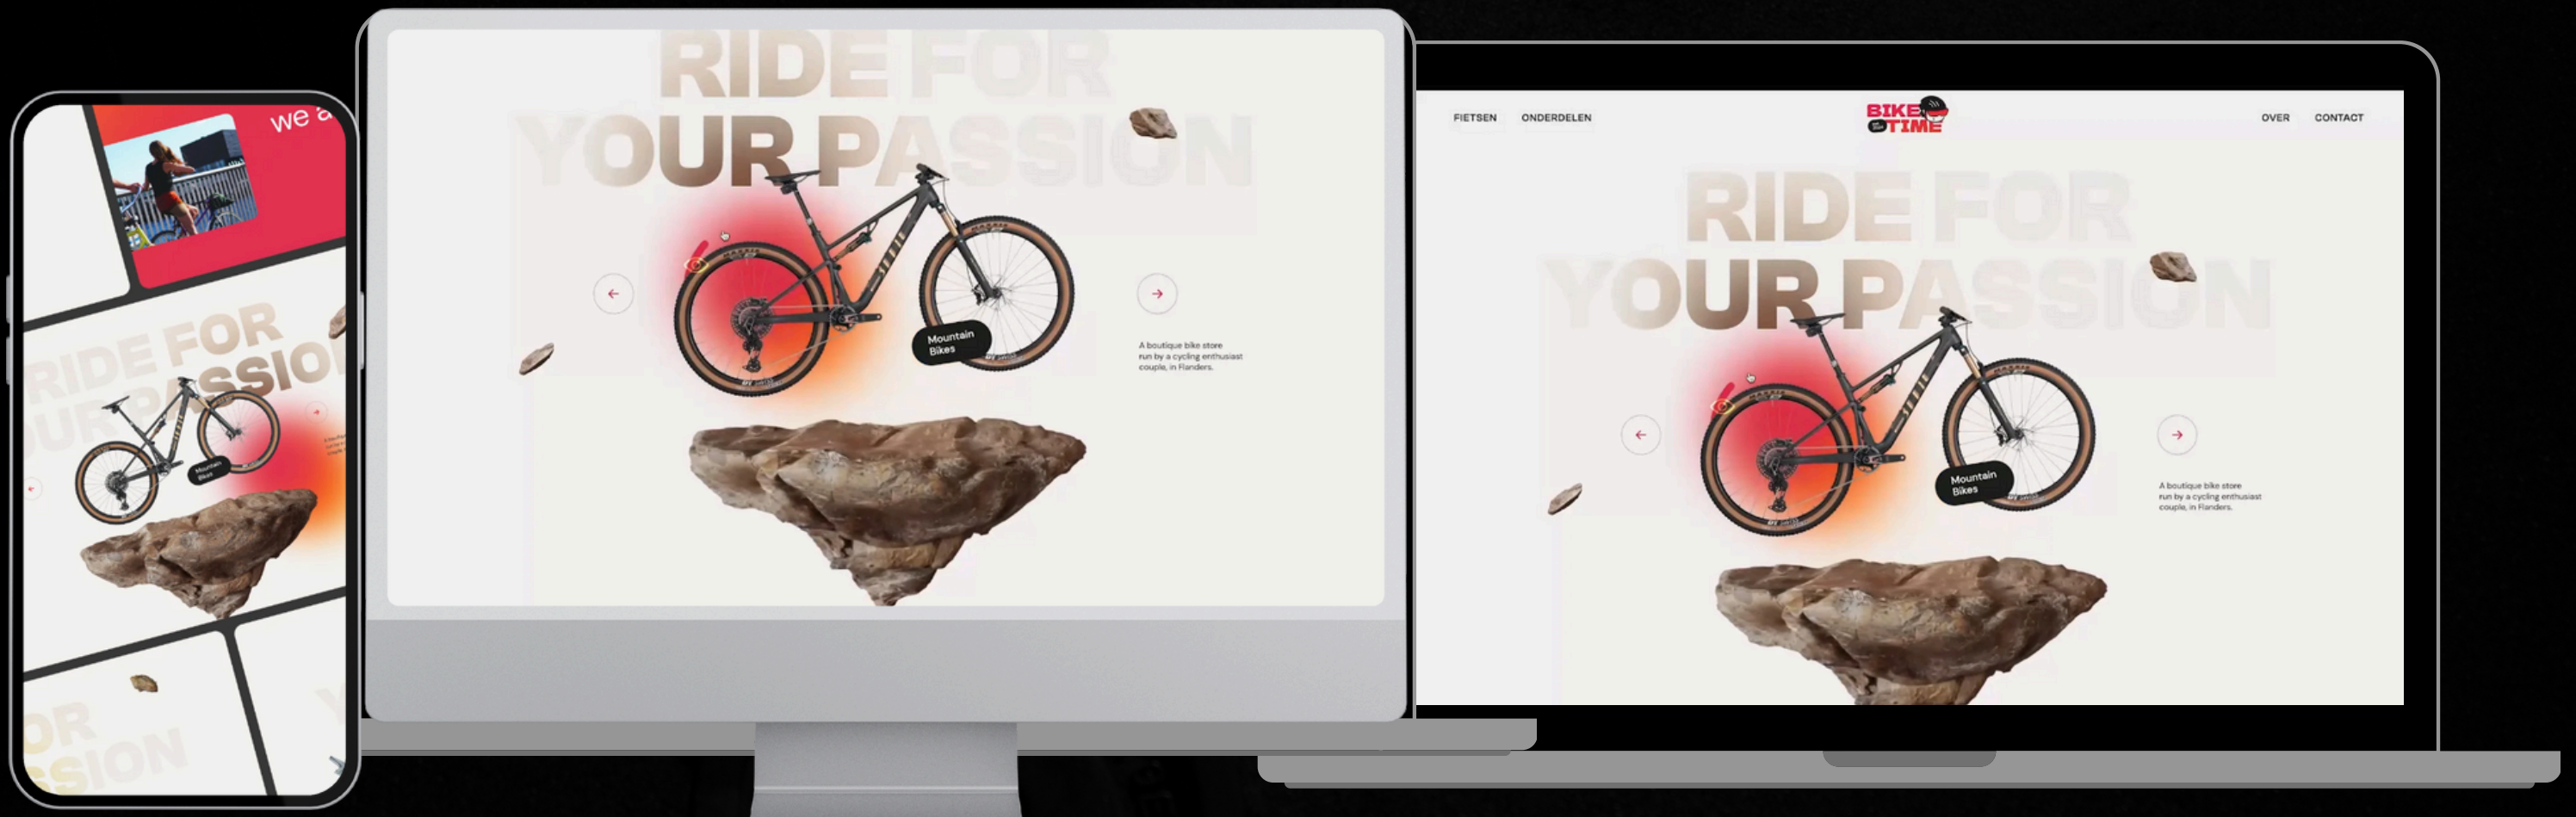 we a
RIDE FOR
YOUR PASSION
Mountain
Bikes
OR
SSION
RIDE FOR
YOUR PASSION
Mountain
Bikes
A boutique bike store
run by a cycling enthusiast
couple, in Flanders.
FIETSEN ONDERDELEN BIKE TIME OVER CONTACT
RIDE FOR
YOUR PASSION
Mountain
Bikes
A boutique bike store
run by a cycling enthusiast
couple, in Flanders.